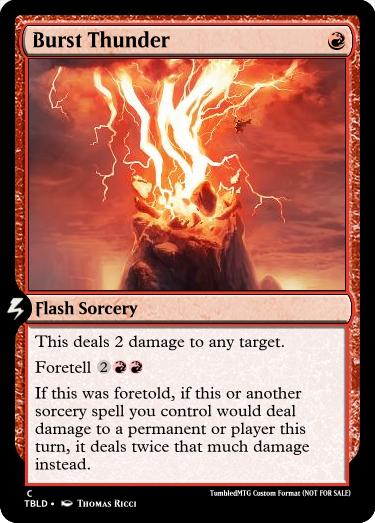 Burst Thunder
Flash Sorcery
This deals 2 damage to any target.
Foretell 2
If this was foretold, if this or another
sorcery spell you control would deal
damage to a permanent or player this
turn, it deals twice that much damage
instead.
C
TBLD • Thomas Ricci
TumbledMTG Custom Format (NOT FOR SALE)